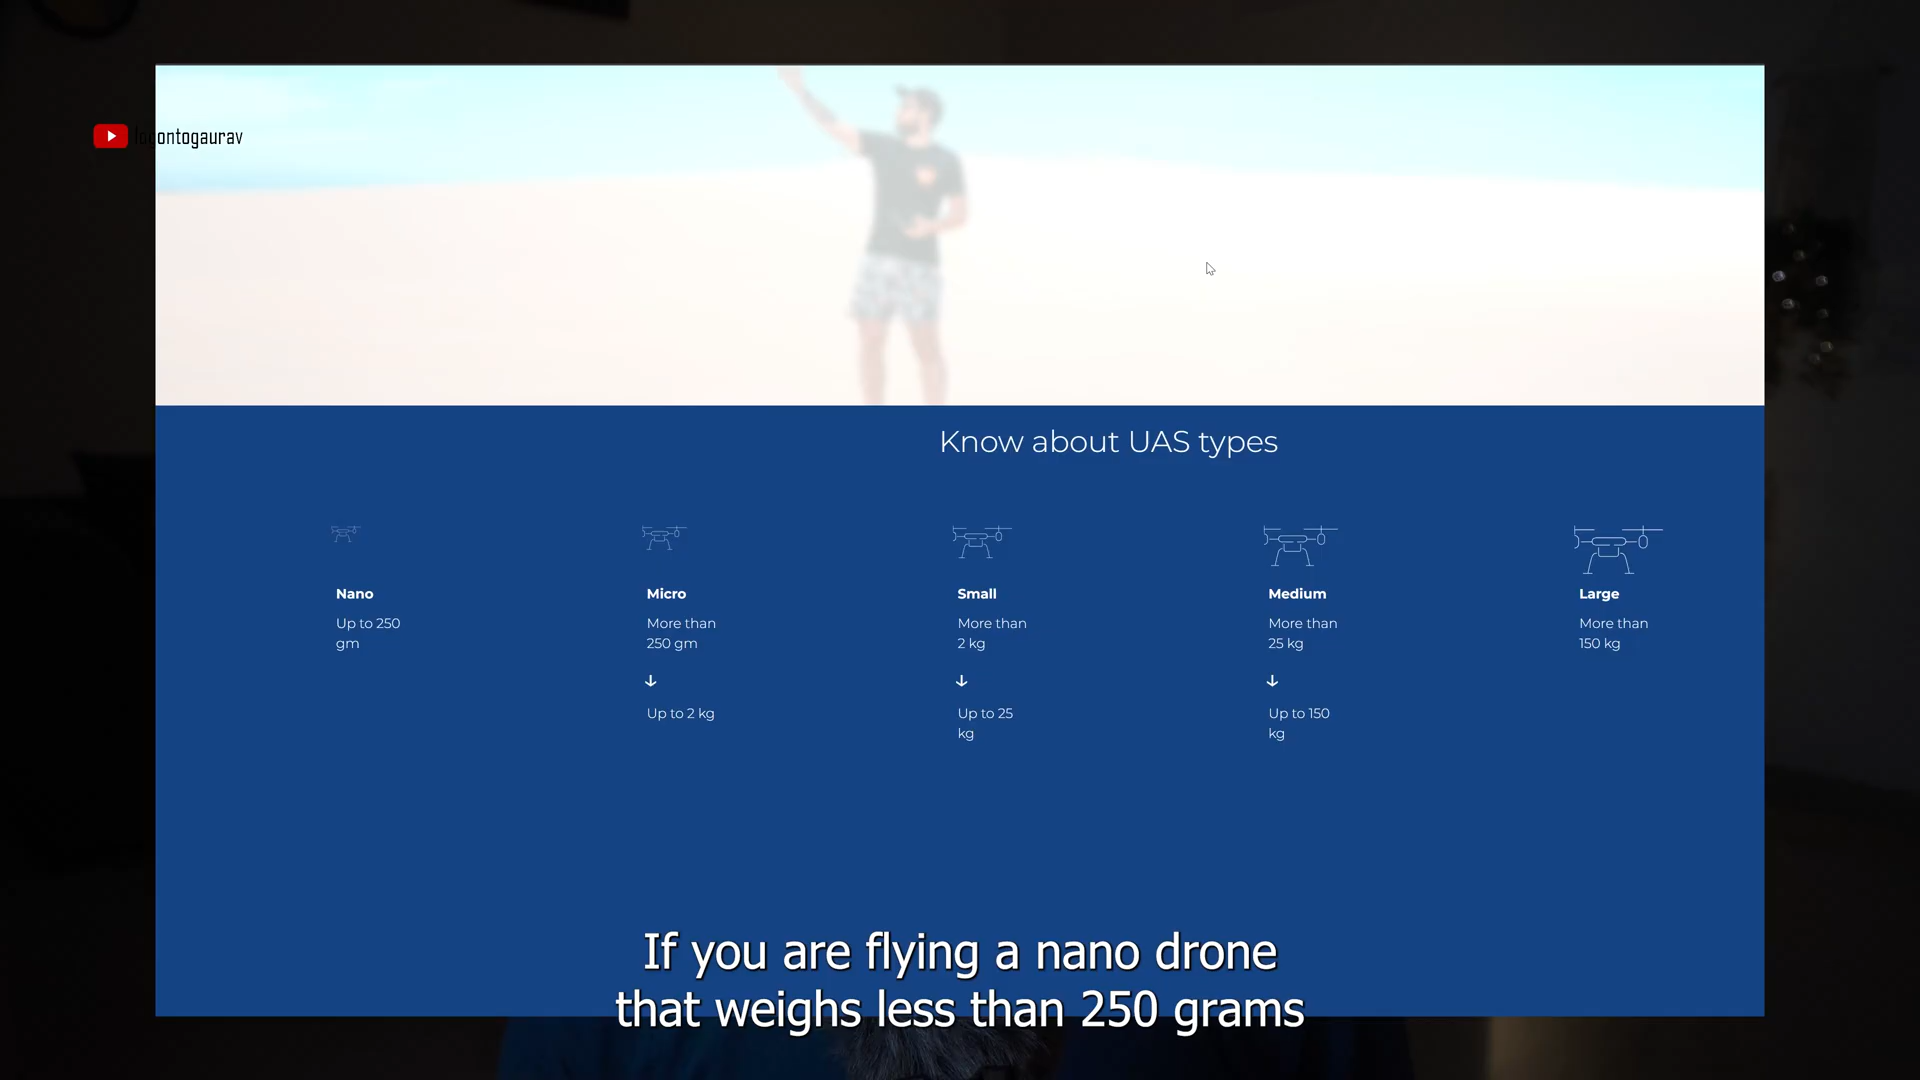 logontogaurav
Know about UAS types
Nano
Up to 250
gm
Micro
More than
250 gm
↓
Up to 2 kg
Small
More than
2 kg
↓
Up to 25
kg
Medium
More than
25 kg
↓
Up to 150
kg
Large
More than
150 kg
If you are flying a nano drone
that weighs less than 250 grams